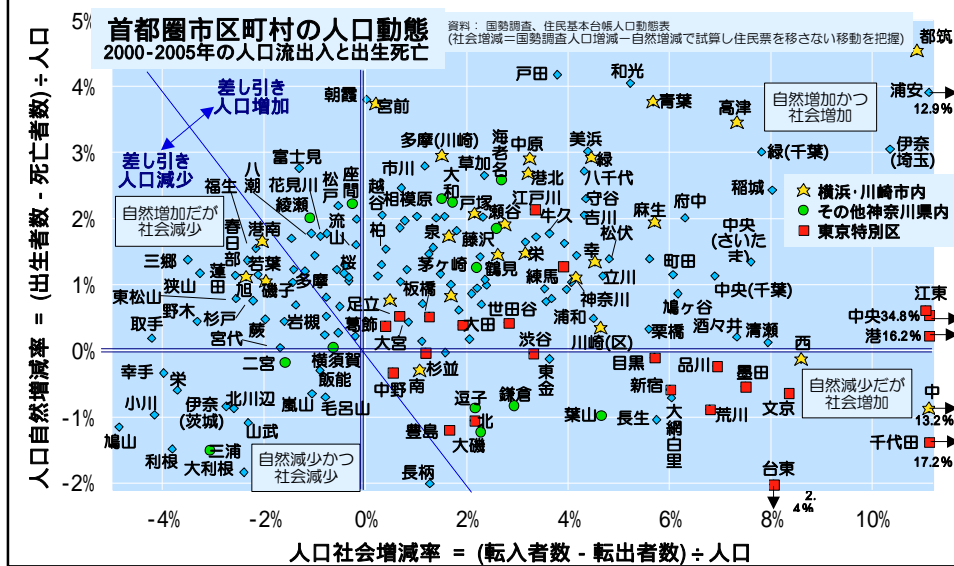 首都圏市区町村の人口動態
2000-2005年の人口流出入と出生死亡
資料： 国勢調査、住民基本台帳人口動態表
(社会増減＝国勢調査人口増減－自然増減で試算し住民票を移さない移動を把握)
人口自然増減率 = (出生者数 - 死亡者数) ÷ 人口
5%
4%
3%
2%
1%
0%
-1%
-2%
差し引き
人口増加
差し引き
人口減少
自然増加だが
社会減少
自然増加かつ
社会増加
自然減少だが
社会増加
自然減少かつ
社会減少
横浜・川崎市内
その他神奈川県内
東京特別区
都筑
戸田
和光
朝霞
宮前
青葉
高津
浦安
12.9%
多摩(川崎)
海老名
中原
美浜
緑
緑(千葉)
伊奈
(埼玉)
富士見
八潮
松戸
座間
市川
草加
港北
八千代
稲城
福生
花見川
綾瀬
越谷
相模原
大和
戸塚
江戸川
守谷
府中
春日部
港南
流山
柏
泉
瀬谷
牛久
吉川
麻生
中央
(さいたま)
三郷
蓮田
若葉
桜
藤沢
栄
幸
松伏
狭山
旭
磯子
多摩
茅ヶ崎
鶴見
練馬
立川
町田
中央(千葉)
東松山
杉戸
足立
板橋
世田谷
神奈川
鳩ヶ谷
江東
野木
蕨
岩槻
葛飾
大田
浦和
中央34.8%
取手
宮代
大宮
渋谷
川崎(区)
栗橋
酒々井
清瀬
港 16.2%
二宮
横須賀
杉並
東金
目黒
西
幸手
栄
飯能
中野
南
新宿
品川
墨田
小川
伊奈
(茨城)
北川辺
嵐山
毛呂山
逗子
鎌倉
葉山
長生
大網白里
荒川
文京
中
13.2%
鳩山
山武
豊島
北
大磯
千代田
17.2%
利根
三浦
大利根
長柄
台東
2.
4%
-4%
-2%
0%
2%
4%
6%
8%
10%
人口社会増減率 = (転入者数 - 転出者数) ÷ 人口